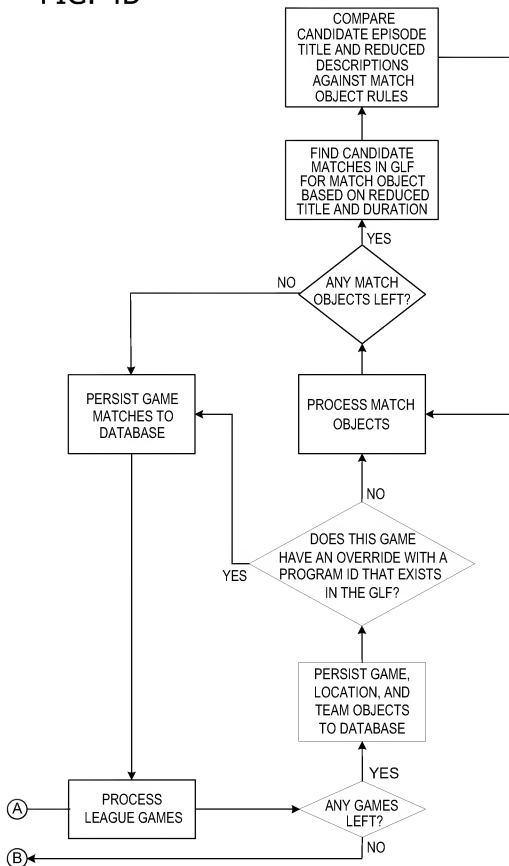 FIG. 4B
COMPARE
CANDIDATE EPISODE
TITLE AND REDUCED
DESCRIPTIONS
AGAINST MATCH
OBJECT RULES
FIND CANDIDATE
MATCHES IN GLF
FOR MATCH OBJECT
BASED ON REDUCED
TITLE AND DURATION
YES
NO
ANY MATCH
OBJECTS LEFT?
PERSIST GAME
MATCHES TO
DATABASE
PROCESS MATCH
OBJECTS
NO
DOES THIS GAME
HAVE AN OVERRIDE WITH A
PROGRAM ID THAT EXISTS
IN THE GLF?
YES
PERSIST GAME,
LOCATION, AND
TEAM OBJECTS
TO DATABASE
YES
A
PROCESS
LEAGUE GAMES
ANY GAMES
LEFT?
NO
B